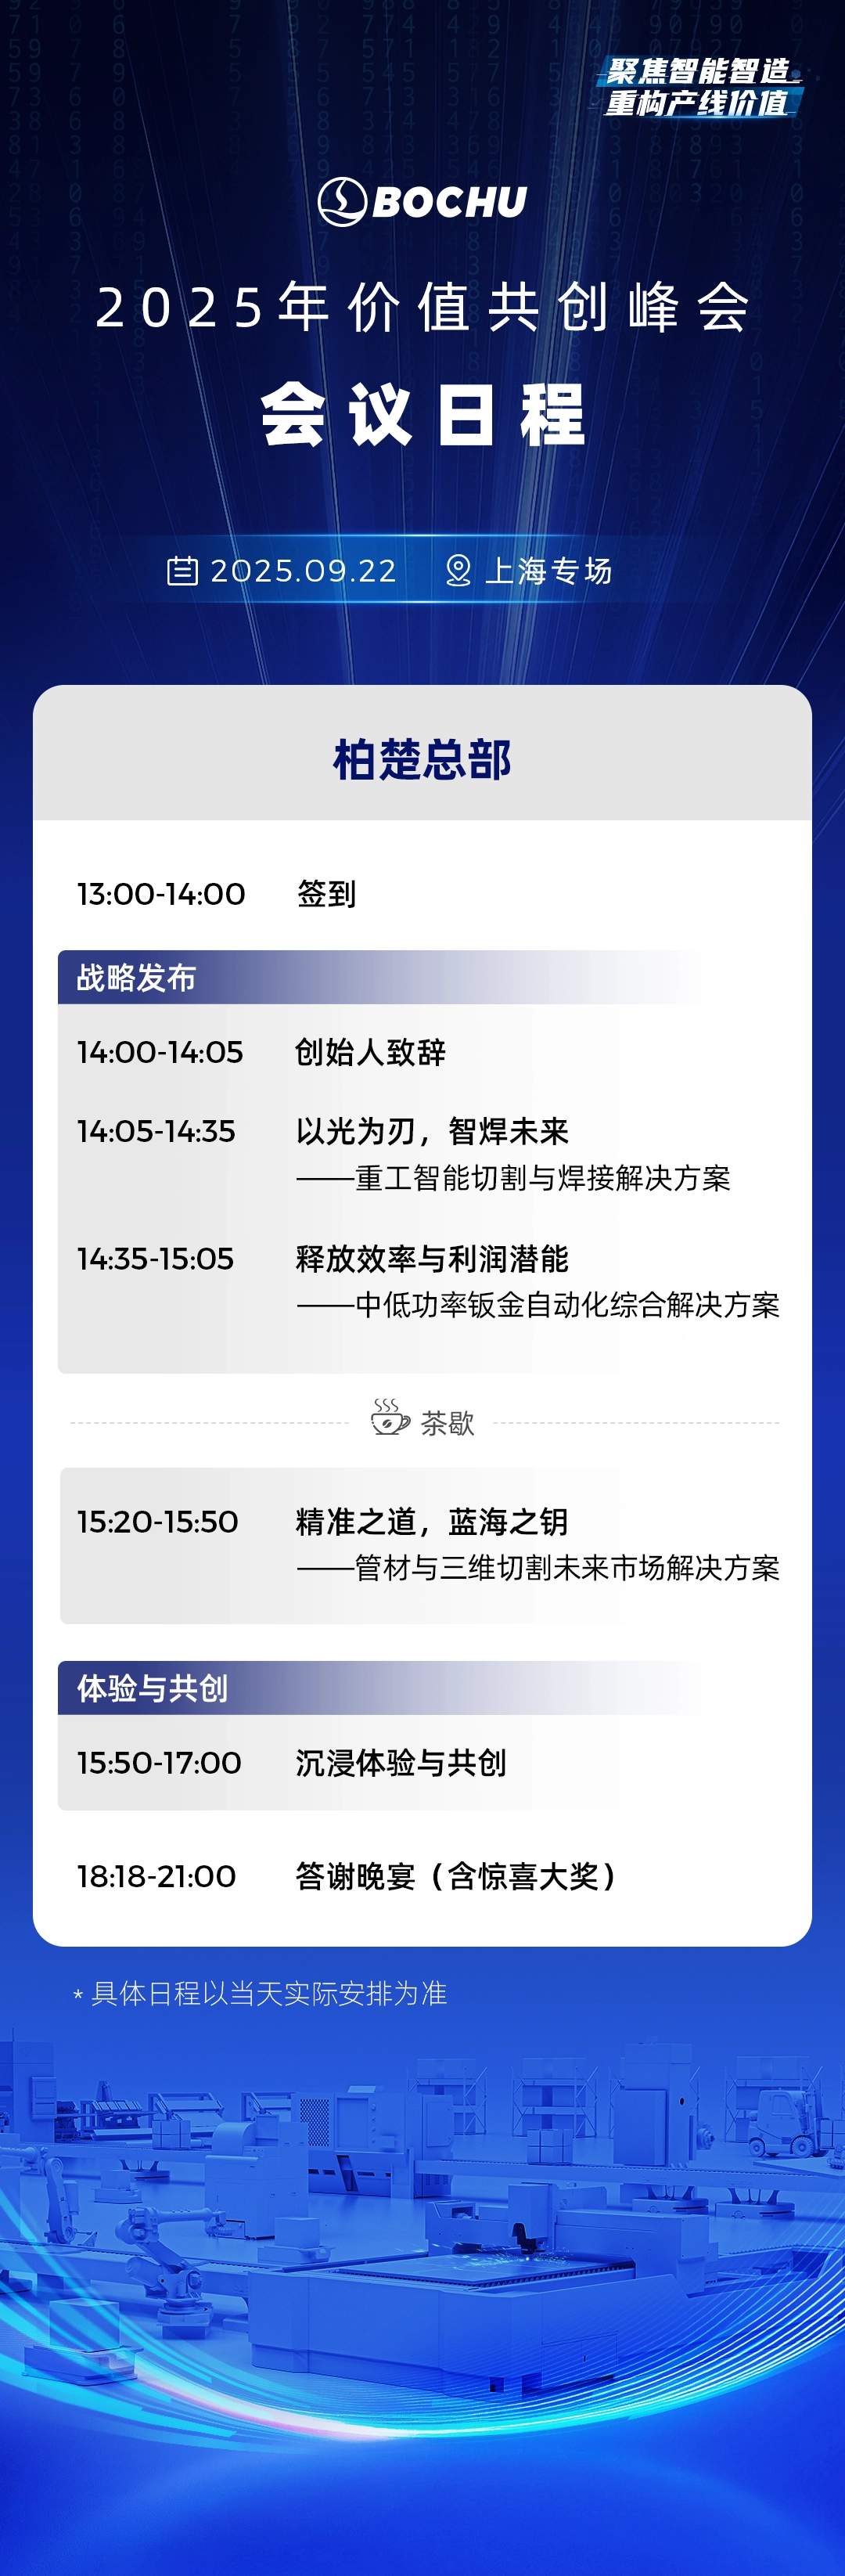 聚焦智能智造
重构产线价值
BOCHU
2025年价值共创峰会
会议日程
2025.09.22 上海专场
柏楚总部
13:00-14:00 签到
战略发布
14:00-14:05 创始人致辞
14:05-14:35 以光为刃，智焊未来
——重工智能切割与焊接解决方案
14:35-15:05 释放效率与利润潜能
——中低功率钣金自动化综合解决方案
茶歇
15:20-15:50 精准之道，蓝海之钥
——管材与三维切割未来市场解决方案
体验与共创
15:50-17:00 沉浸体验与共创
18:18-21:00 答谢晚宴（含惊喜大奖）
* 具体日程以当天实际安排为准